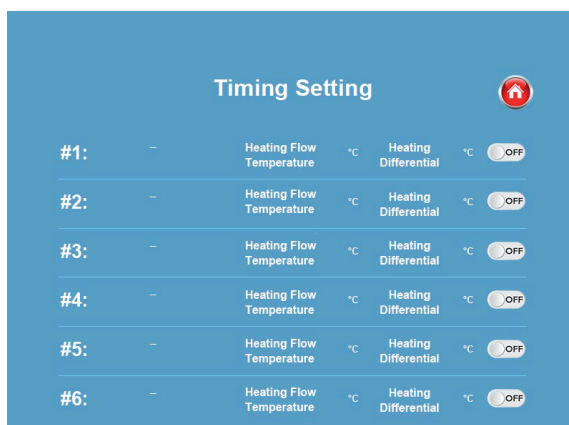 Timing Setting
#1: – Heating Flow Temperature °C Heating Differential °C OFF
#2: – Heating Flow Temperature °C Heating Differential °C OFF
#3: – Heating Flow Temperature °C Heating Differential °C OFF
#4: – Heating Flow Temperature °C Heating Differential °C OFF
#5: – Heating Flow Temperature °C Heating Differential °C OFF
#6: – Heating Flow Temperature °C Heating Differential °C OFF